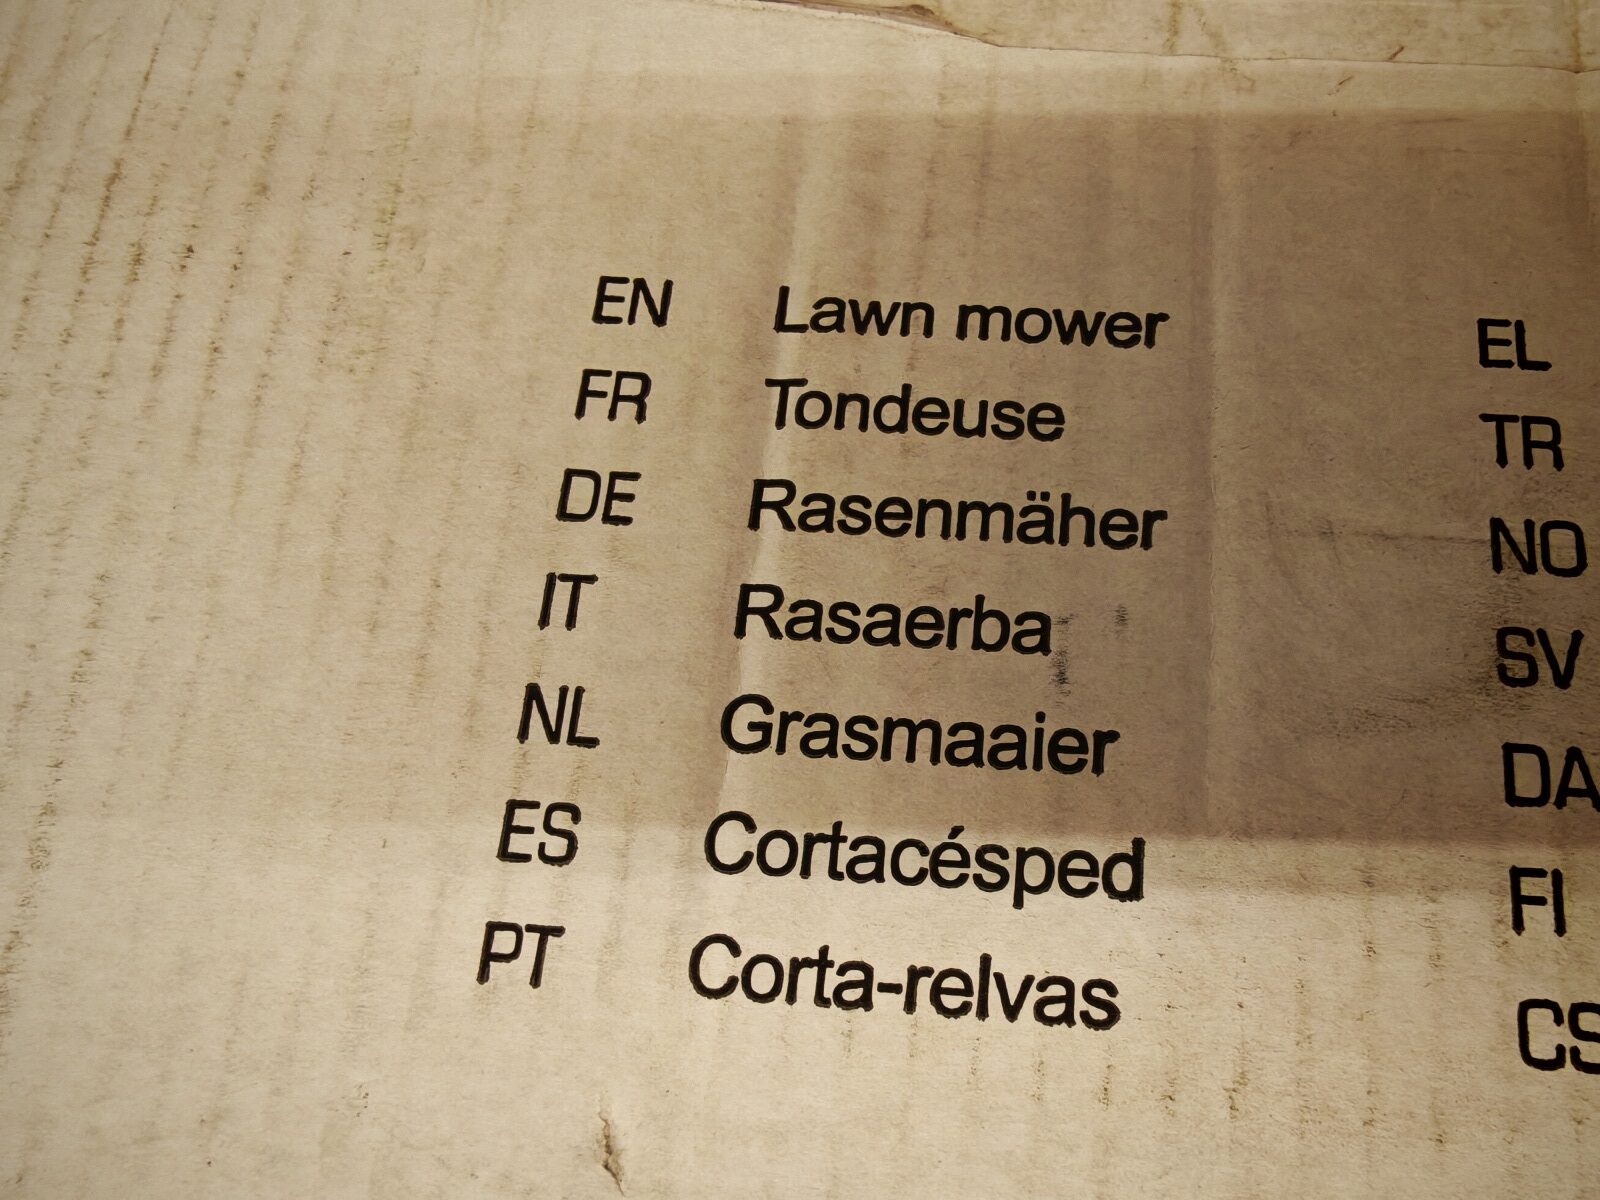 EN Lawn mower
FR Tondeuse
DE Rasenmäher
IT Rasaerba
NL Grasmaaier
ES Cortacésped
PT Corta-relvas
EL
TR
NO
SV
DA
FI
CS